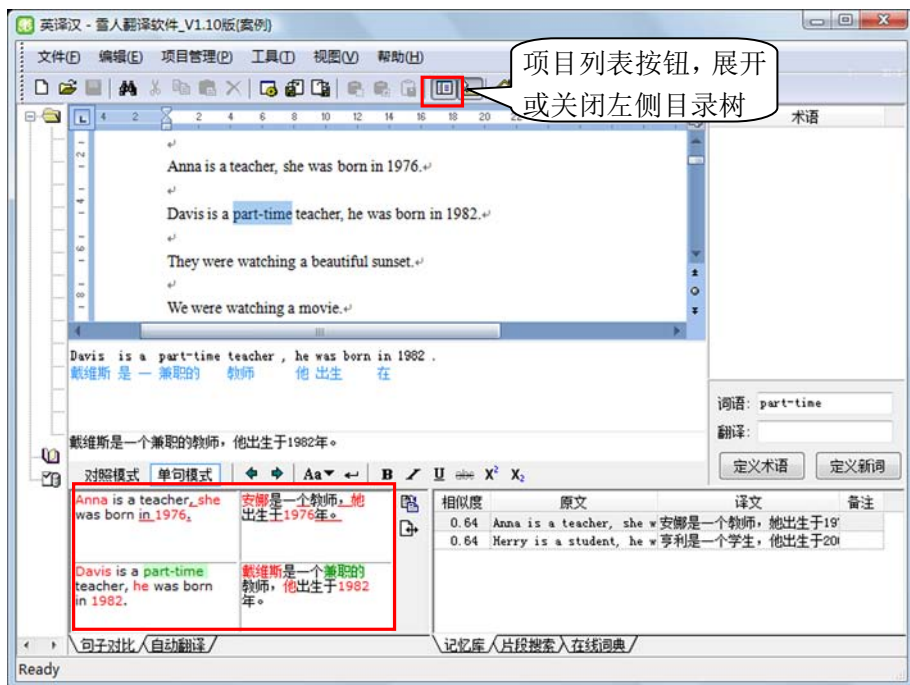 英译汉 - 雪人翻译软件_V1.10版(案例)
文件(F) 编辑(E) 项目管理(P) 工具(T) 视图(V) 帮助(H)
项目列表按钮，展开
或关闭左侧目录树
4 2 2 4 6 8 10 12 14 16 18 20
术语
Anna is a teacher, she was born in 1976.
Davis is a part-time teacher, he was born in 1982.
They were watching a beautiful sunset.
We were watching a movie.
Davis is a part-time teacher , he was born in 1982 .
戴维斯 是 一 兼职的 教师 他 出生 在
词语: part-time
翻译:
戴维斯是一个兼职的教师，他出生于1982年。
定义术语 定义新词
对照模式 单句模式 Aa B I U abc X² X₂
Anna is a teacher, she
was born in 1976.
安娜是一个教师，她
出生于1976年。
Davis is a part-time
teacher, he was born
in 1982.
戴维斯是一个兼职的
教师，他出生于1982
年。
相似度 原文 译文 备注
0.64 Anna is a teacher, she w 安娜是一个教师，她出生于19
0.64 Herry is a student, he w 亨利是一个学生，他出生于20
句子对比 自动翻译
记忆库 片段搜索 在线词典
Ready